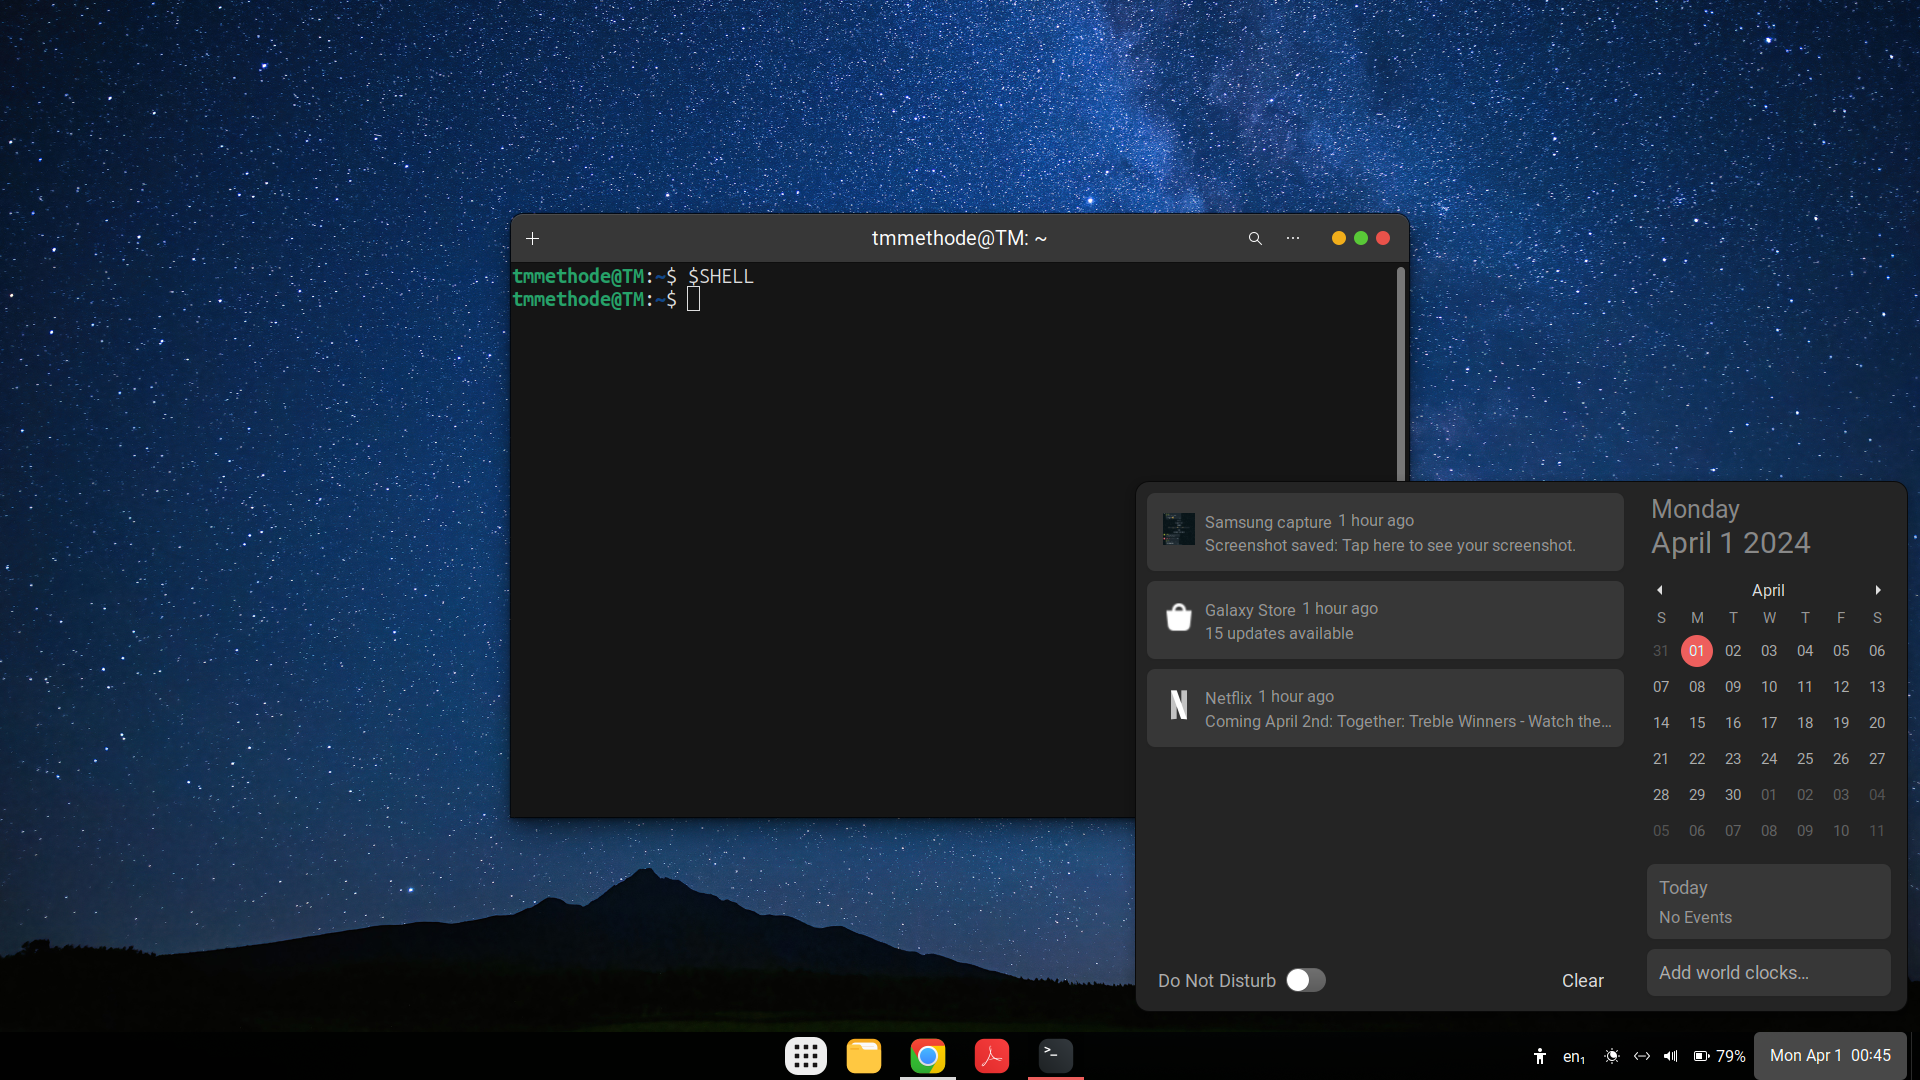 tmmethode@TM: ~
tmmethode@TM:~$ $SHELL
tmmethode@TM:~$
Samsung capture 1 hour ago
Screenshot saved: Tap here to see your screenshot.
Galaxy Store 1 hour ago
15 updates available
Netflix 1 hour ago
Coming April 2nd: Together: Treble Winners - Watch the...
Do Not Disturb
Clear
Monday
April 1 2024
April
S M T W T F S
31 01 02 03 04 05 06
07 08 09 10 11 12 13
14 15 16 17 18 19 20
21 22 23 24 25 26 27
28 29 30 01 02 03 04
05 06 07 08 09 10 11
Today
No Events
Add world clocks...
en₁ 79% Mon Apr 1 00:45